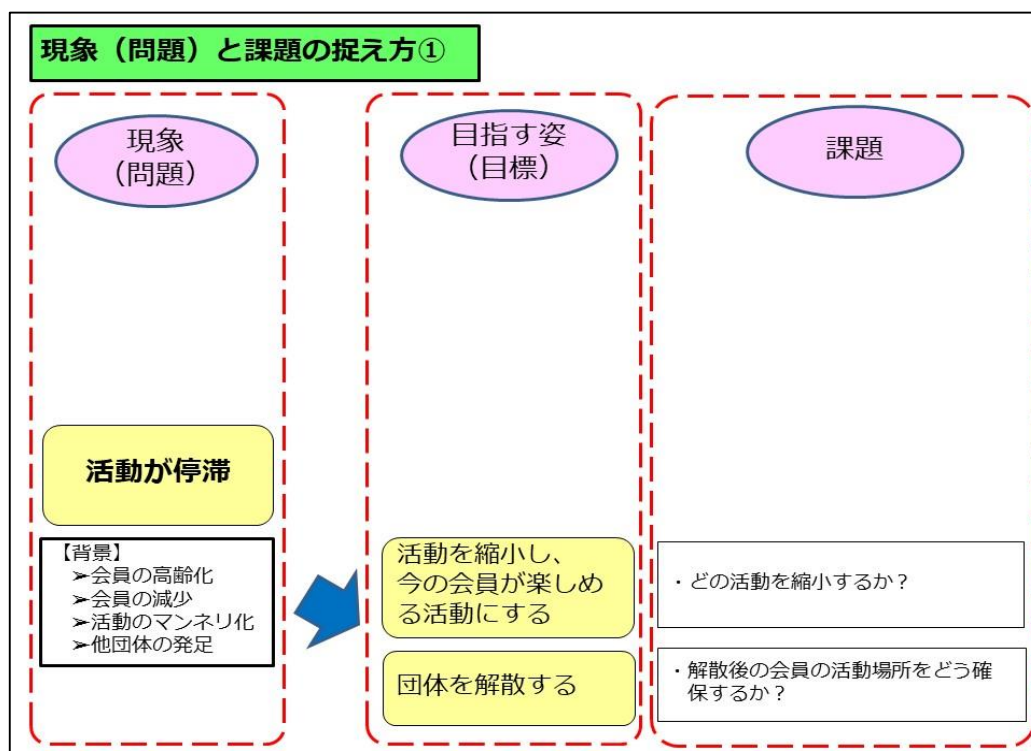 現象（問題）と課題の捉え方①
現象
（問題）
目指す姿
（目標）
課題
活動が停滞
【背景】
➢会員の高齢化
➢会員の減少
➢活動のマンネリ化
➢他団体の発足
活動を縮小し、
今の会員が楽しめ
る活動にする
・どの活動を縮小するか？
団体を解散する
・解散後の会員の活動場所をどう確
保するか？